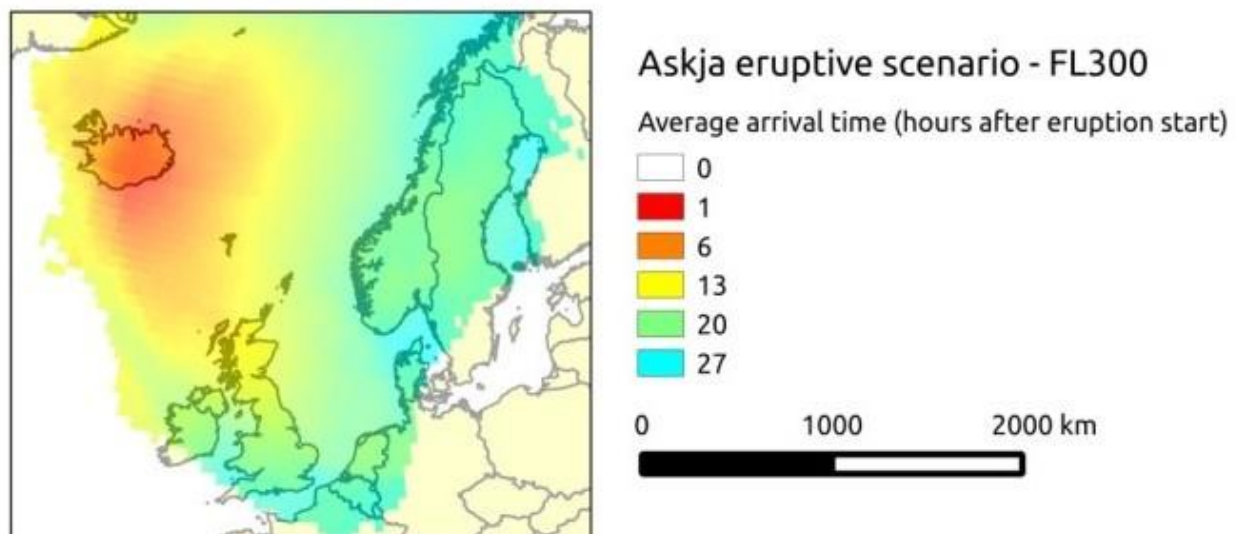 Askja eruptive scenario - FL300
Average arrival time (hours after eruption start)
0
1
6
13
20
27
0 1000 2000 km